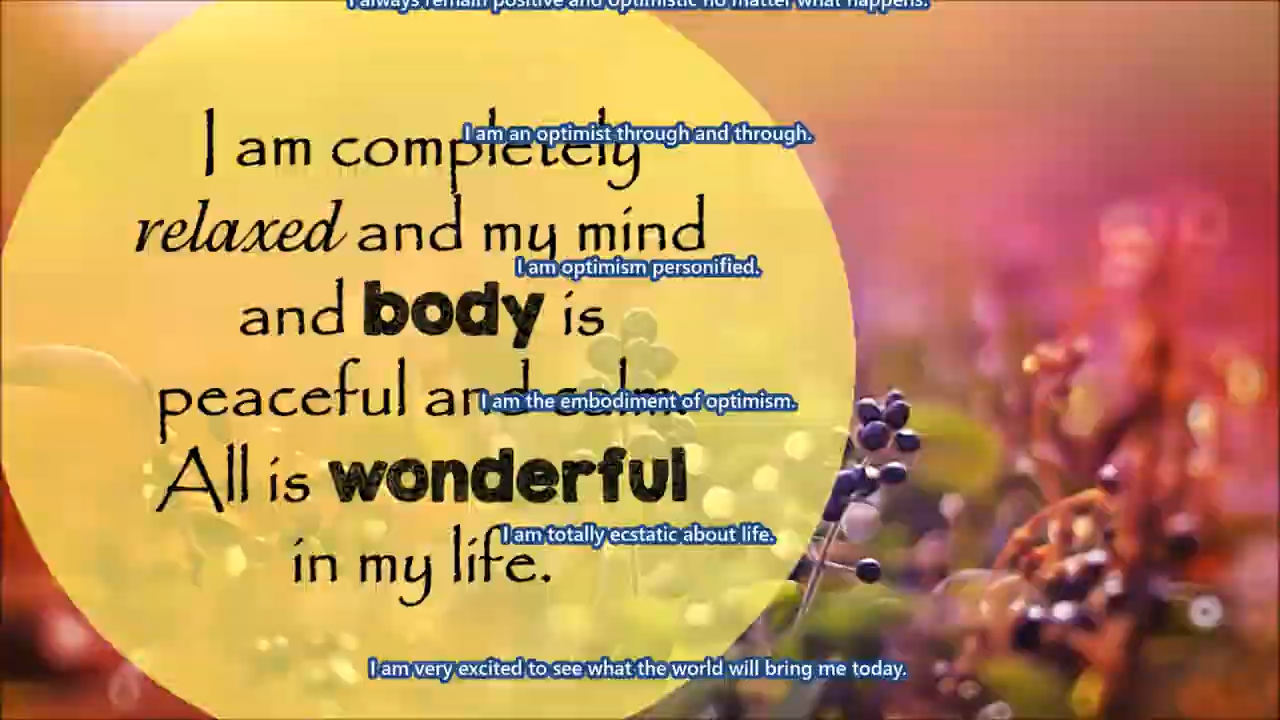 I always remain positive and optimistic no matter what happens.
I am completely
I am an optimist through and through.
relaxed and my mind
I am optimism personified.
and body is
peaceful and calm.
I am the embodiment of optimism.
All is wonderful
I am totally ecstatic about life.
in my life.
I am very excited to see what the world will bring me today.